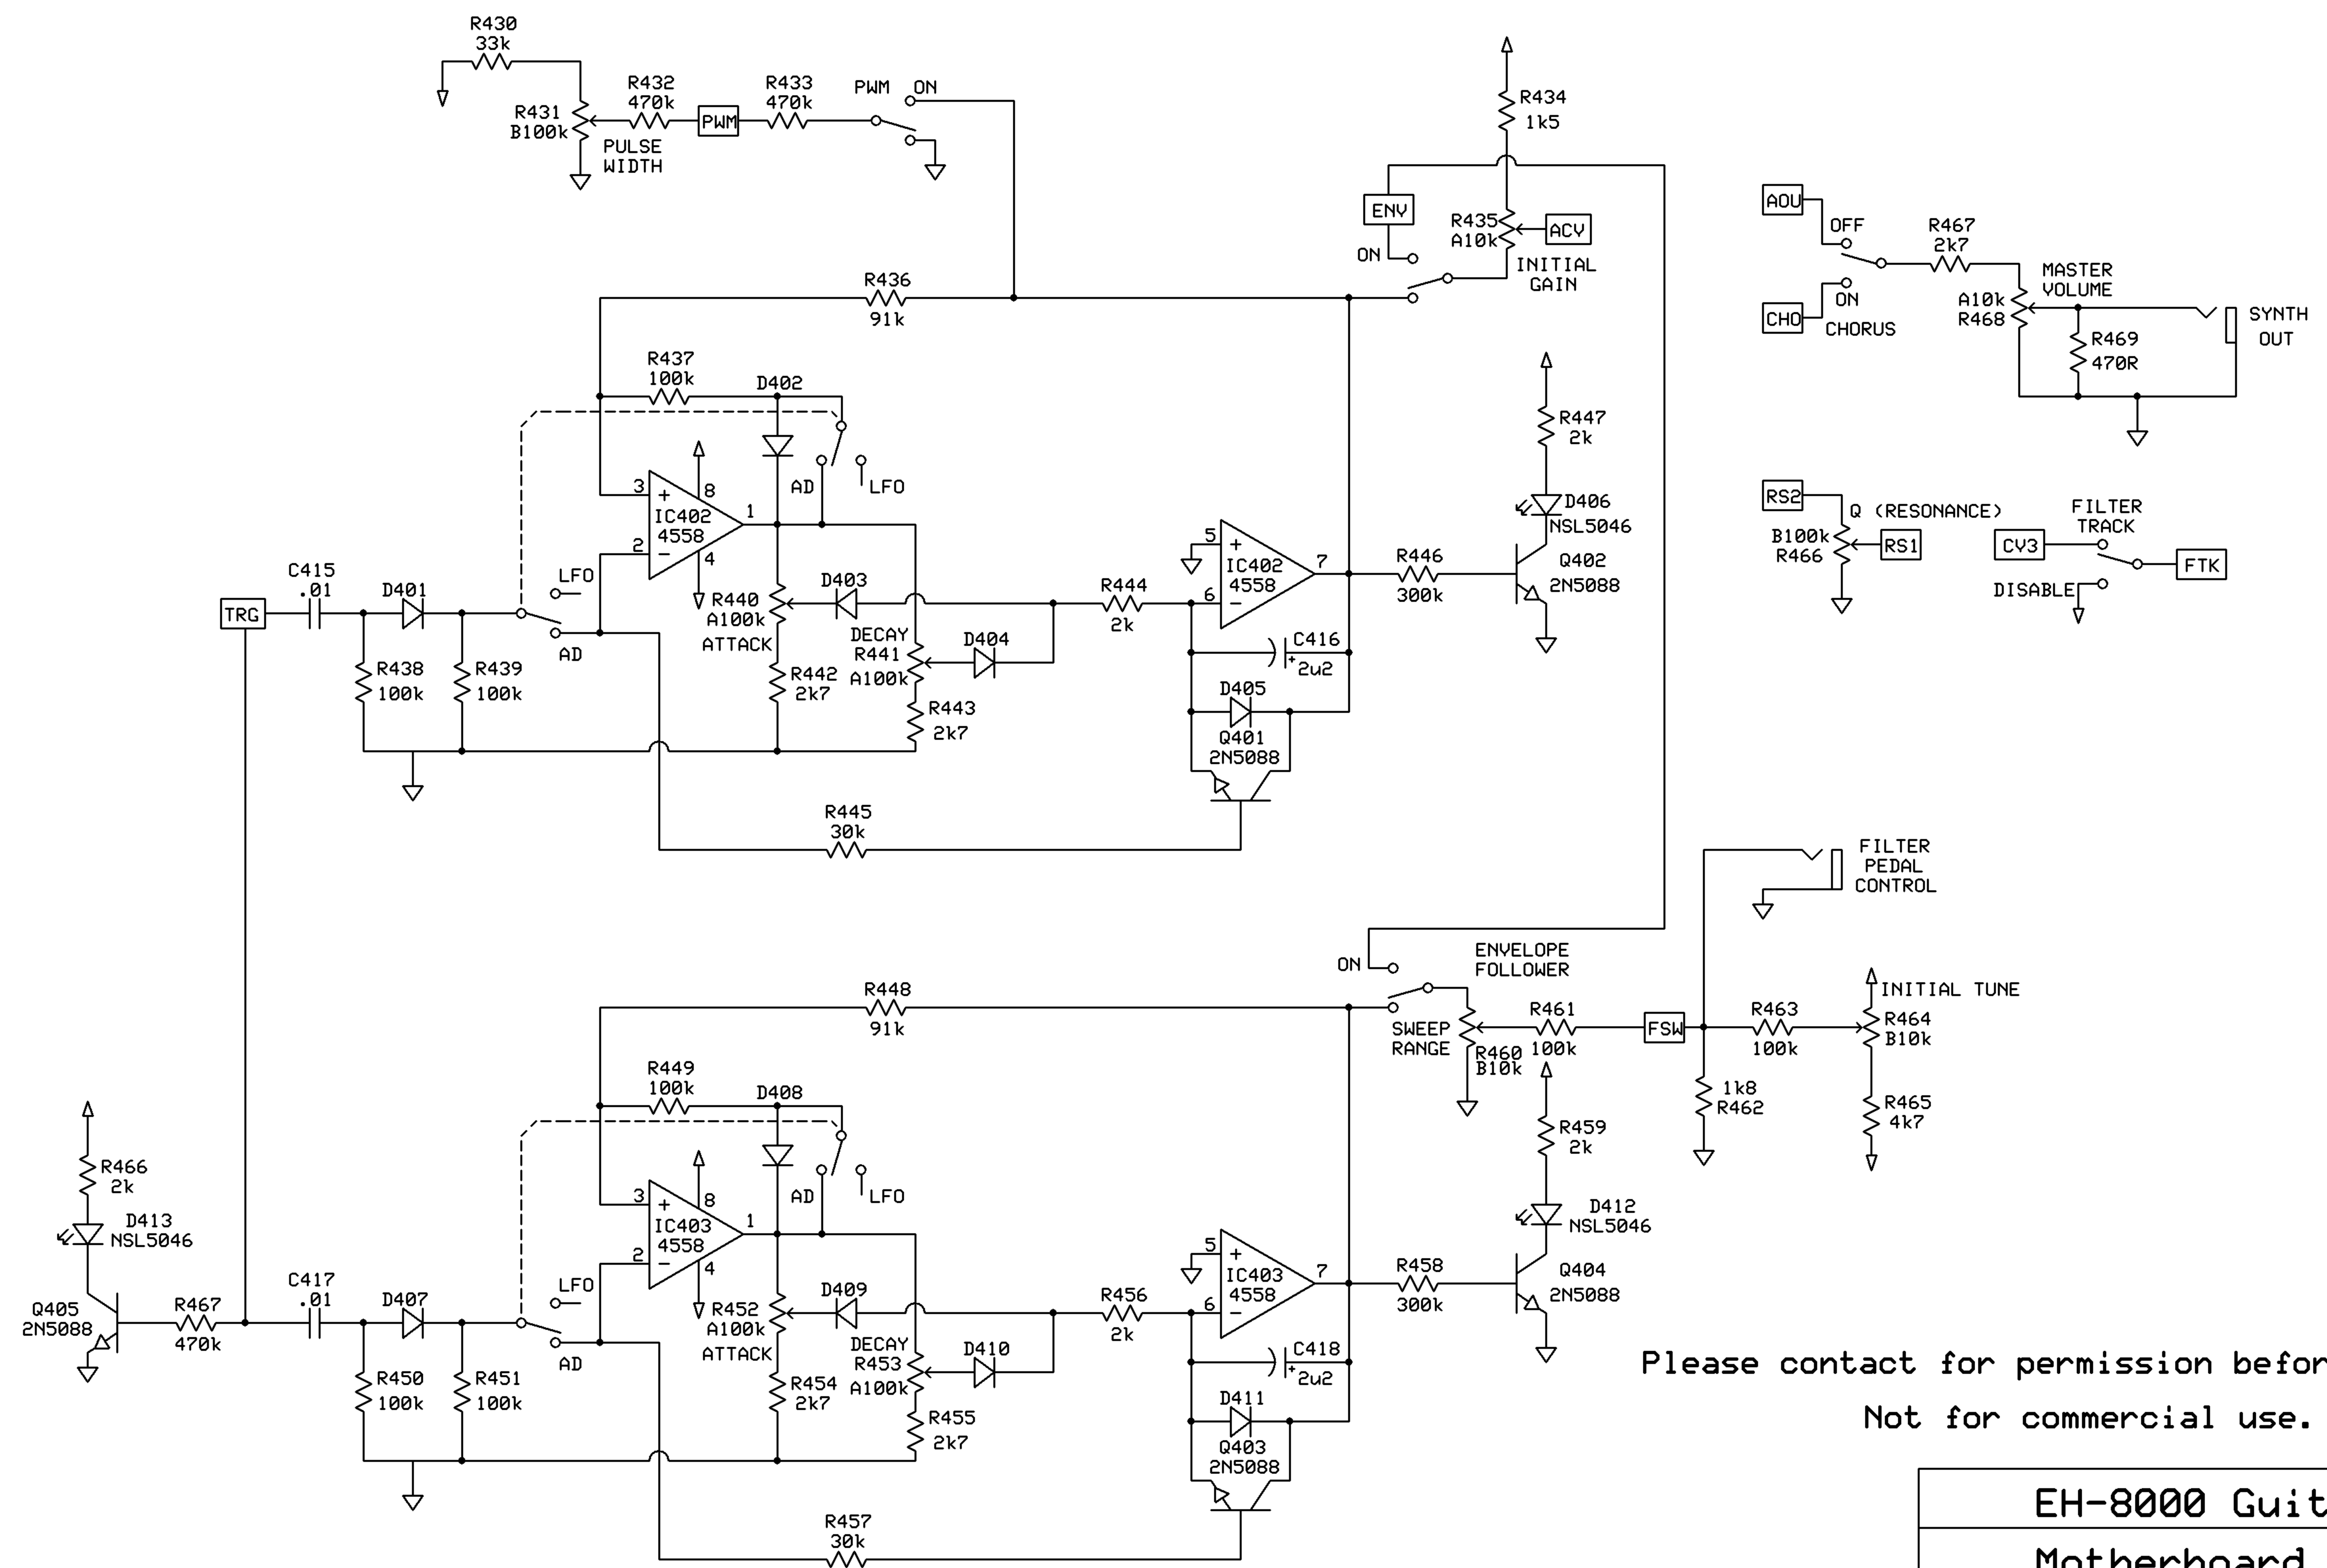 R430
33k
R431
B100k
R432
470k
PULSE
WIDTH
PWM
R433
470k
PWM ON
R434
1k5
ENV
R435
A10k
ACV
ON
INITIAL
GAIN
AOU
OFF
R467
2k7
CHO
ON
CHORUS
MASTER
VOLUME
A10k
R468
R469
470R
SYNTH
OUT
R436
91k
R437
100k
D402
AD
LFO
3
+
8
IC402
4558
1
2
-
4
R447
2k
D406
NSL5046
Q402
2N5088
RS2
Q (RESONANCE)
B100k
R466
RS1
FILTER
TRACK
CV3
FTK
DISABLE
TRG
C415
.01
D401
LFO
AD
R438
100k
R439
100k
R440
A100k
ATTACK
D403
DECAY
R441
A100k
D404
R442
2k7
R443
2k7
R444
2k
5
+
IC402
4558
7
6
-
R446
300k
C416
+
2u2
D405
Q401
2N5088
R445
30k
FILTER
PEDAL
CONTROL
ON
ENVELOPE
FOLLOWER
SWEEP
RANGE
R460
B10k
R461
100k
FSW
R463
100k
INITIAL TUNE
R464
B10k
1k8
R462
R465
4k7
R448
91k
R449
100k
D408
AD
LFO
3
+
8
IC403
4558
1
2
-
4
R459
2k
D412
NSL5046
Q404
2N5088
R466
2k
D413
NSL5046
Q405
2N5088
R467
470k
C417
.01
D407
LFO
AD
R450
100k
R451
100k
R452
A100k
ATTACK
D409
DECAY
R453
A100k
D410
R454
2k7
R455
2k7
R456
2k
5
+
IC403
4558
7
6
-
R458
300k
C418
+
2u2
D411
Q403
2N5088
R457
30k
Please contact for permission befor
Not for commercial use.
EH-8000 Guit
Motherboard